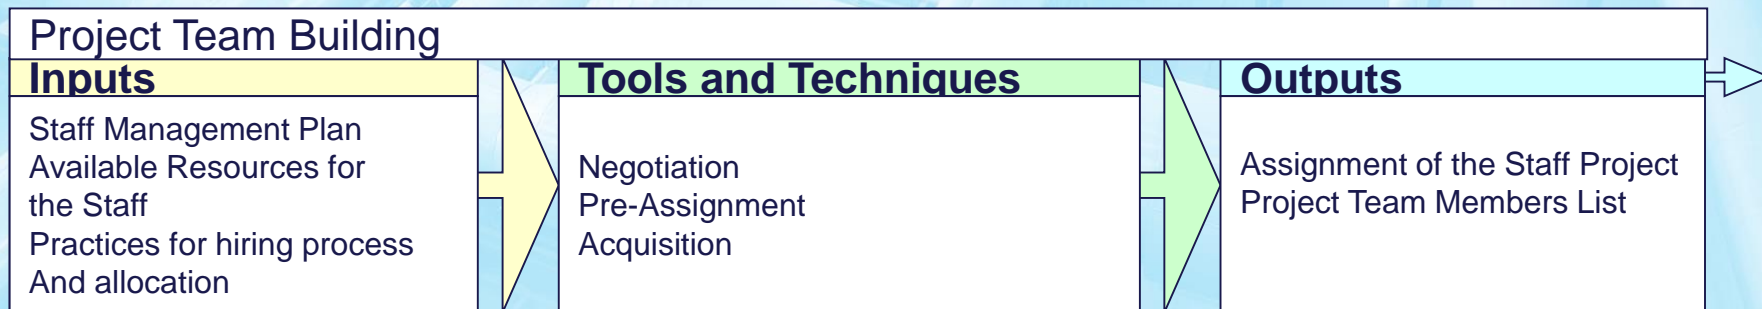 Project Team Building
Inputs
Staff Management Plan
Available Resources for
the Staff
Practices for hiring process
And allocation
Tools and Techniques
Negotiation
Pre-Assignment
Acquisition
Outputs
Assignment of the Staff Project
Project Team Members List